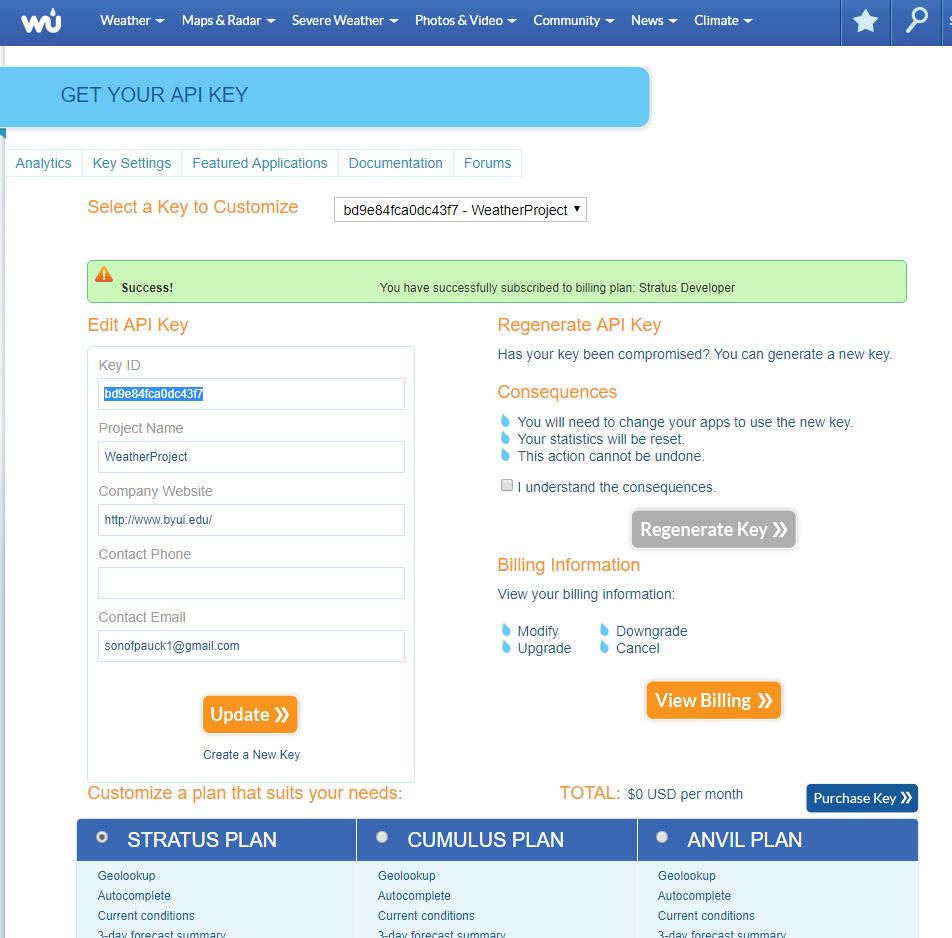 wu Weather Maps & Radar Severe Weather Photos & Video Community News Climate
GET YOUR API KEY
Analytics Key Settings Featured Applications Documentation Forums
Select a Key to Customize bd9e84fca0dc43f7 - WeatherProject
Success! You have successfully subscribed to billing plan: Stratus Developer
Edit API Key
Key ID
bd9e84fca0dc43f7
Project Name
WeatherProject
Company Website
http://www.byui.edu/
Contact Phone
Contact Email
sonofpauck1@gmail.com
Update »
Create a New Key
Regenerate API Key
Has your key been compromised? You can generate a new key.
Consequences
You will need to change your apps to use the new key.
Your statistics will be reset.
This action cannot be undone.
I understand the consequences.
Regenerate Key »
Billing Information
View your billing information:
Modify Downgrade
Upgrade Cancel
View Billing »
Customize a plan that suits your needs: TOTAL: $0 USD per month Purchase Key »
STRATUS PLAN CUMULUS PLAN ANVIL PLAN
Geolookup Geolookup Geolookup
Autocomplete Autocomplete Autocomplete
Current conditions Current conditions Current conditions
3-day forecast summary 3-day forecast summary 3-day forecast summary